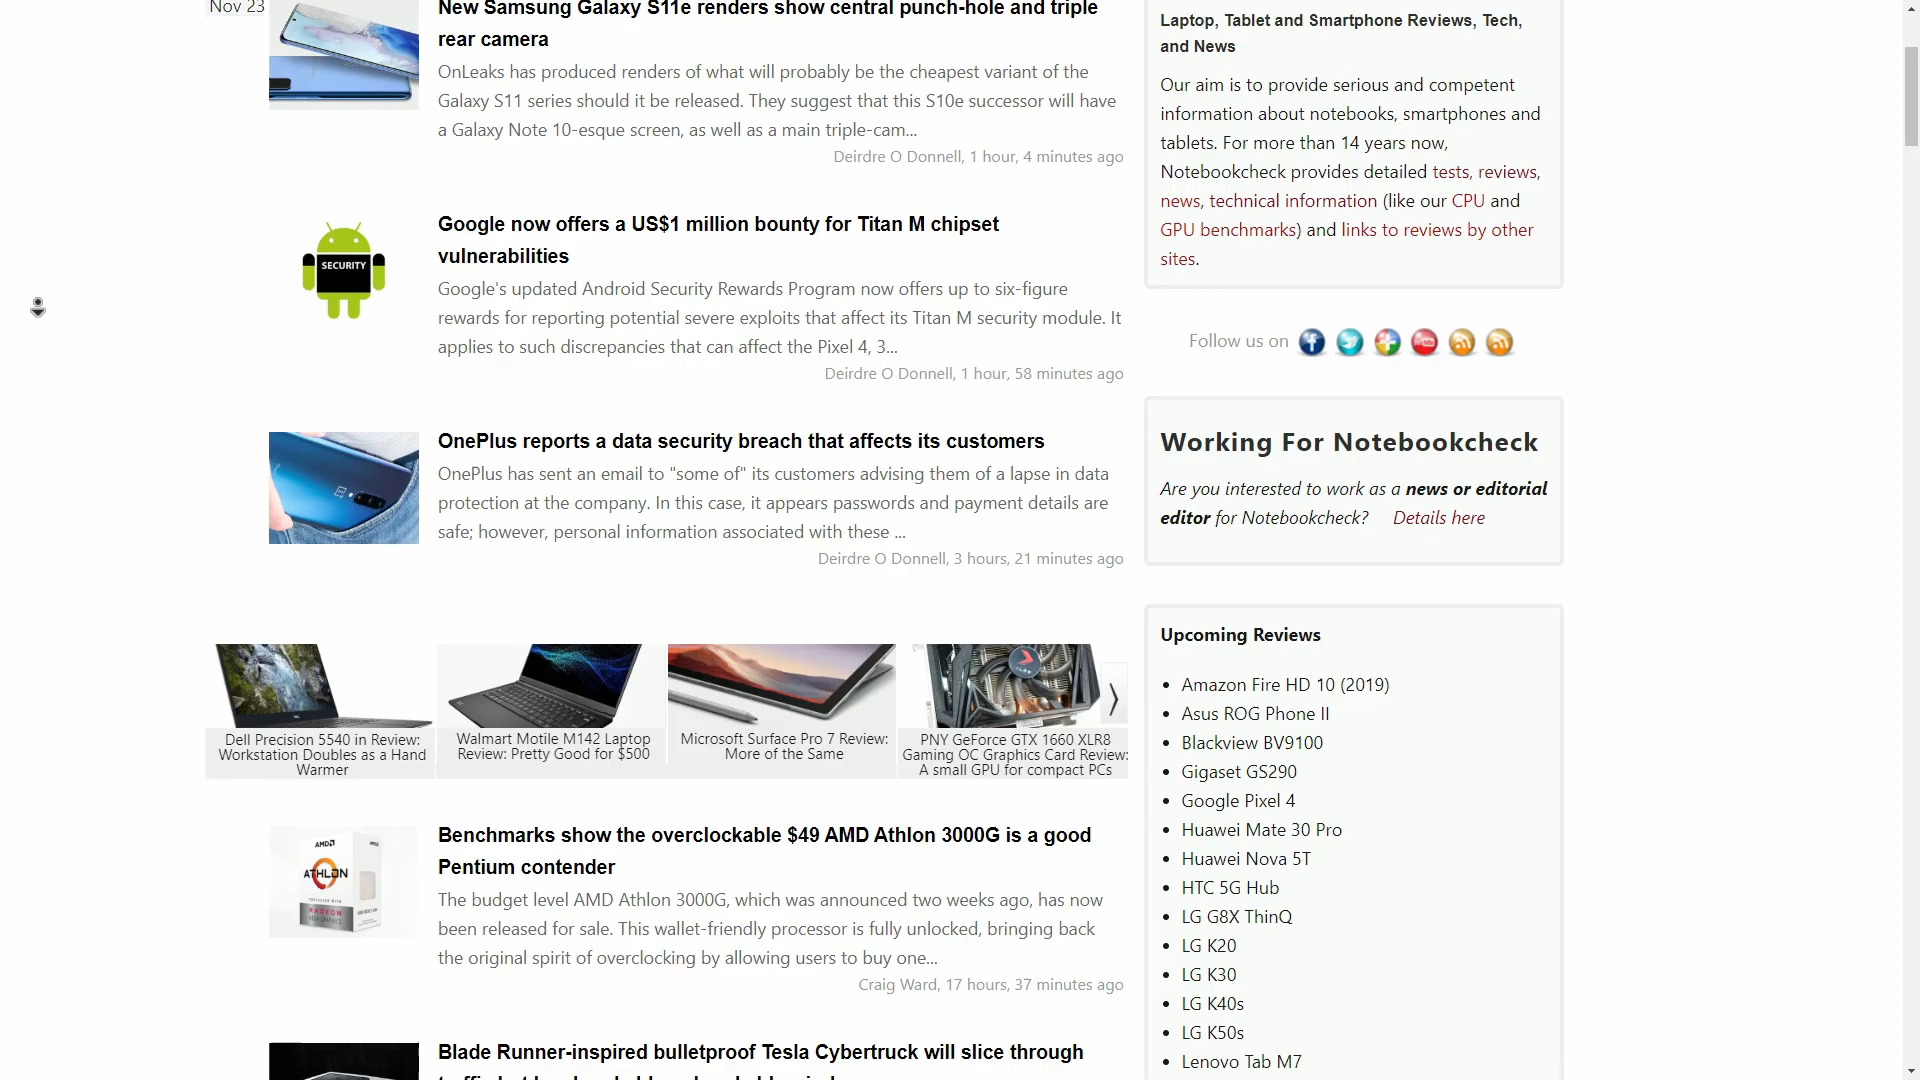 Nov 23
New Samsung Galaxy S11e renders show central punch-hole and triple
rear camera
OnLeaks has produced renders of what will probably be the cheapest variant of the
Galaxy S11 series should it be released. They suggest that this S10e successor will have
a Galaxy Note 10-esque screen, as well as a main triple-cam...
Deirdre O Donnell, 1 hour, 4 minutes ago
SECURITY
Google now offers a US$1 million bounty for Titan M chipset
vulnerabilities
Google's updated Android Security Rewards Program now offers up to six-figure
rewards for reporting potential severe exploits that affect its Titan M security module. It
applies to such discrepancies that can affect the Pixel 4, 3...
Deirdre O Donnell, 1 hour, 58 minutes ago
OnePlus reports a data security breach that affects its customers
OnePlus has sent an email to "some of" its customers advising them of a lapse in data
protection at the company. In this case, it appears passwords and payment details are
safe; however, personal information associated with these ...
Deirdre O Donnell, 3 hours, 21 minutes ago
Dell Precision 5540 in Review:
Workstation Doubles as a Hand
Warmer
Walmart Motile M142 Laptop
Review: Pretty Good for $500
Microsoft Surface Pro 7 Review:
More of the Same
PNY GeForce GTX 1660 XLR8
Gaming OC Graphics Card Review:
A small GPU for compact PCs
AMD
ATHLON
RADEON
Benchmarks show the overclockable $49 AMD Athlon 3000G is a good
Pentium contender
The budget level AMD Athlon 3000G, which was announced two weeks ago, has now
been released for sale. This wallet-friendly processor is fully unlocked, bringing back
the original spirit of overclocking by allowing users to buy one...
Craig Ward, 17 hours, 37 minutes ago
Blade Runner-inspired bulletproof Tesla Cybertruck will slice through
Laptop, Tablet and Smartphone Reviews, Tech,
and News
Our aim is to provide serious and competent
information about notebooks, smartphones and
tablets. For more than 14 years now,
Notebookcheck provides detailed tests, reviews,
news, technical information (like our CPU and
GPU benchmarks) and links to reviews by other
sites.
Follow us on
Working For Notebookcheck
Are you interested to work as a news or editorial
editor for Notebookcheck? Details here
Upcoming Reviews
• Amazon Fire HD 10 (2019)
• Asus ROG Phone II
• Blackview BV9100
• Gigaset GS290
• Google Pixel 4
• Huawei Mate 30 Pro
• Huawei Nova 5T
• HTC 5G Hub
• LG G8X ThinQ
• LG K20
• LG K30
• LG K40s
• LG K50s
• Lenovo Tab M7